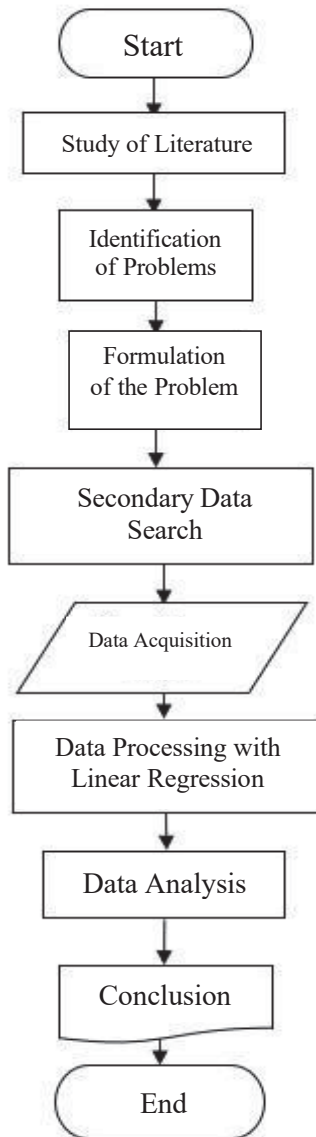 Start
Study of Literature
Identification
of Problems
Formulation
of the Problem
Secondary Data
Search
Data Acquisition
Data Processing with
Linear Regression
Data Analysis
Conclusion
End